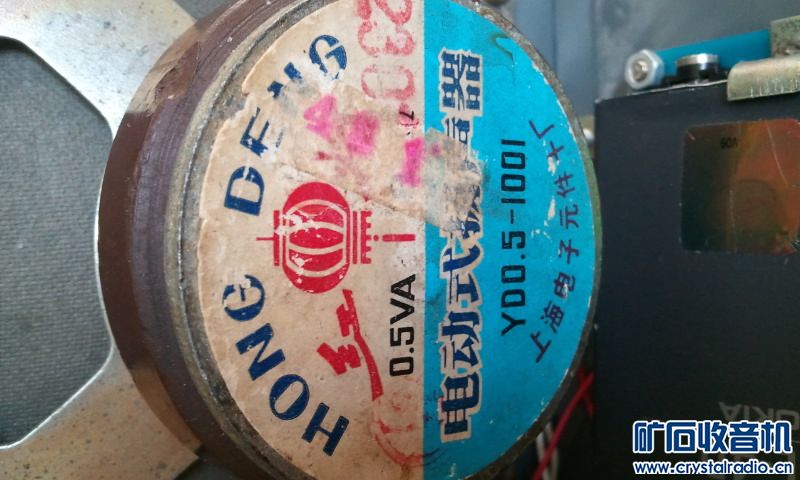 HONG DENG
红
0.5VA
电动式扬声器
YD0.5-1001
上海电子元件十厂
230
矿石收音机
www.crystalradio.cn